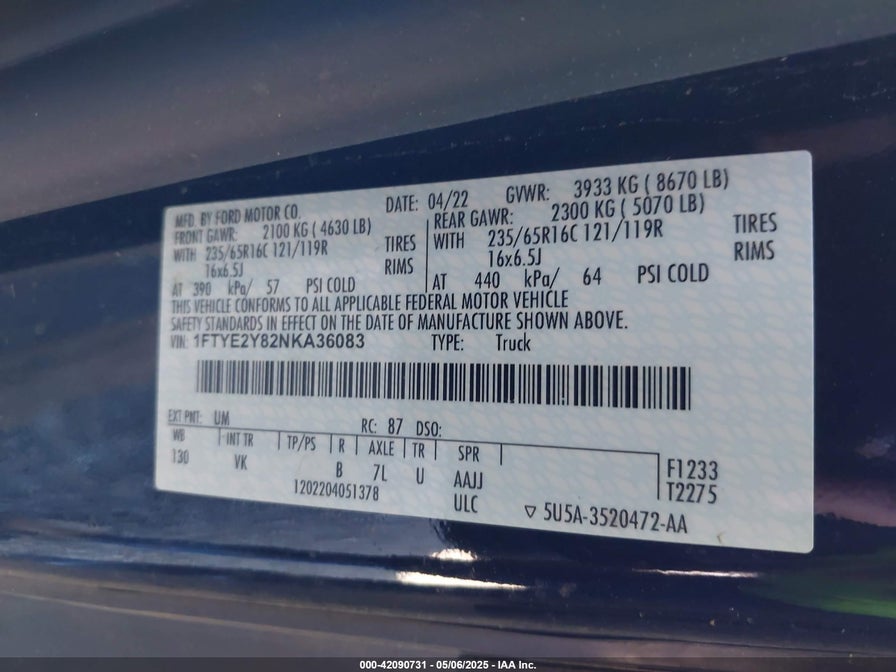 MFD. BY FORD MOTOR CO.
DATE: 04/22 GVWR: 3933 KG ( 8670 LB)
FRONT GAWR: 2100 KG ( 4630 LB)
REAR GAWR: 2300 KG ( 5070 LB)
WITH 235/65R16C 121/119R TIRES
WITH 235/65R16C 121/119R TIRES
16x6.5J RIMS
16x6.5J RIMS
AT 390 kPa/ 57 PSI COLD
AT 440 kPa/ 64 PSI COLD
THIS VEHICLE CONFORMS TO ALL APPLICABLE FEDERAL MOTOR VEHICLE
SAFETY STANDARDS IN EFFECT ON THE DATE OF MANUFACTURE SHOWN ABOVE.
VIN: 1FTYE2Y82NKA36083 TYPE: Truck
EXT PNT: UM RC: 87 DSO:
WB INT TR TP/PS R AXLE TR SPR
130 VK B 7L U AAJJ F1233
1202204051378 ULC T2275
▽ 5U5A-3520472-AA
000-42090731 - 05/06/2025 - IAA Inc.